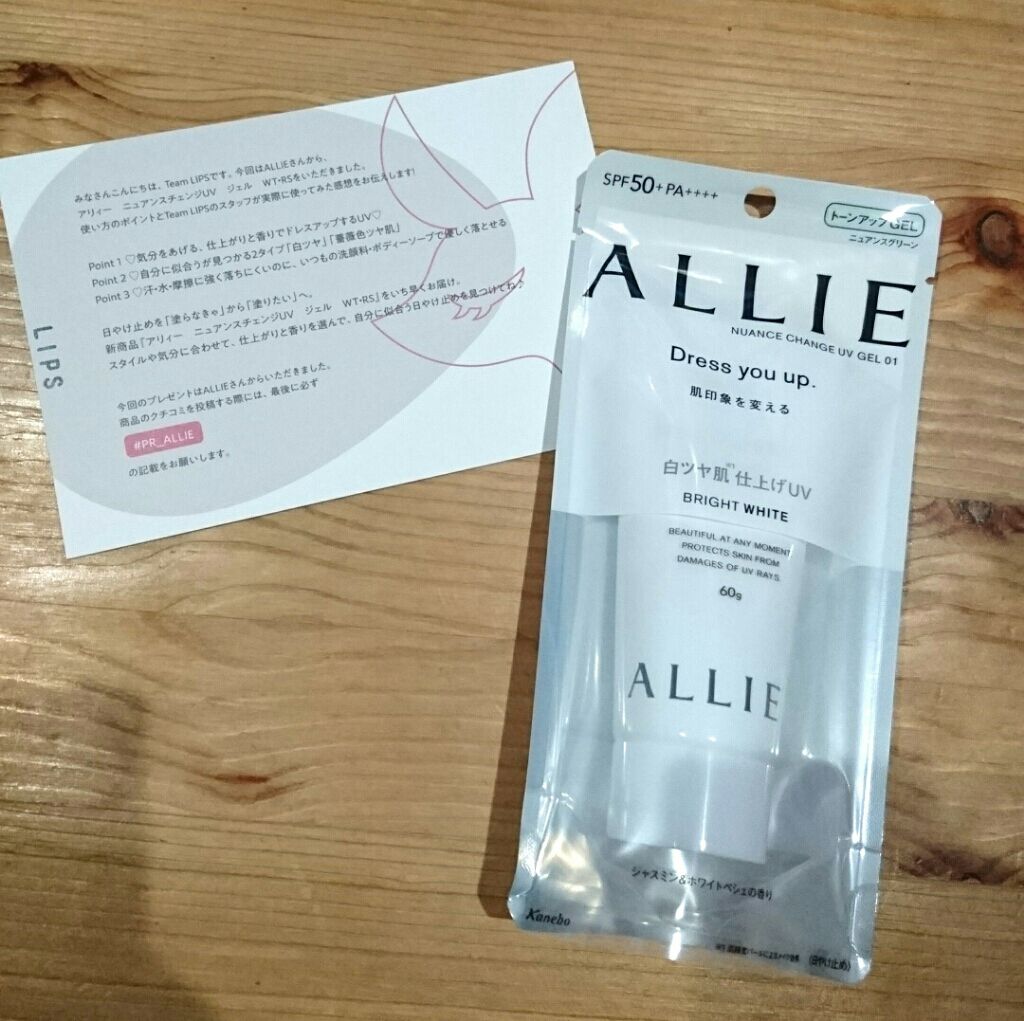 みなさんこんにちは、Team LIPSです。今回はALLIEさんから、
アリィー　ニュアンスチェンジUV　ジェル　WT・RSをいただきました、
使い方のポイントとTeam LIPSのスタッフが実際に使ってみた感想をお伝えします!
Point 1 ♡気分をあげる、仕上がりと香りでドレスアップするUV♡
Point 2 ♡自分に似合うが見つかる2タイプ「白ツヤ」「薔薇色ツヤ肌」
Point 3 ♡汗・水・摩擦に強く落ちにくいのに、いつもの洗顔料・ボディーソープで優しく落とせる
日やけ止めを「塗らなきゃ」から「塗りたい」へ。
新商品「アリィー　ニュアンスチェンジUV　ジェル　WT・RS」をいち早くお届け。
スタイルや気分に合わせて、仕上がりと香りを選んで、自分に似合う日やけ止めを見つけてね♪
今回のプレゼントはALLIEさんからいただきました。
商品のクチコミを投稿する際には、最後に必ず
#PR_ALLIE
の記載をお願いします。
LIPS
SPF50+PA++++
トーンアップGEL
ニュアンスグリーン
ALLIE
NUANCE CHANGE UV GEL 01
Dress you up.
肌印象を変える
白ツヤ肌 仕上げUV
BRIGHT WHITE
BEAUTIFUL AT ANY MOMENT
PROTECTS SKIN FROM
DAMAGES OF UV RAYS
60g
ALLIE
ジャスミン&ホワイトペシェの香り
Kanebo
(日やけ止め)